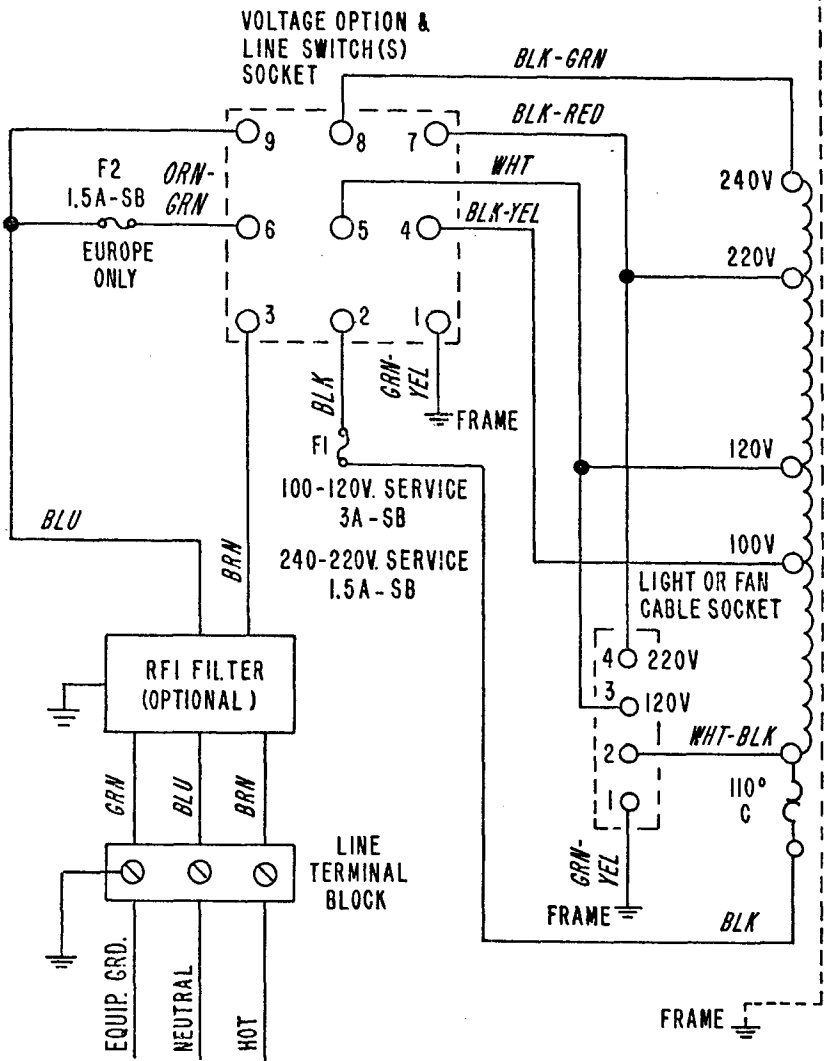 VOLTAGE OPTION &
LINE SWITCH(S)
SOCKET
BLK-GRN
BLK-RED
WHT
BLK-YEL
9
8
7
6
5
4
3
2
1
F2
1.5A-SB
EUROPE
ONLY
ORN-
GRN
240V
220V
120V
100V
BLK
GRN-
YEL
FRAME
F1
100-120V. SERVICE
3A-SB
240-220V. SERVICE
1.5A-SB
BLU
BRN
LIGHT OR FAN
CABLE SOCKET
4 220V
3 120V
2
1
WHT-BLK
110°
C
GRN-
YEL
FRAME
BLK
RFI FILTER
(OPTIONAL)
GRN
BLU
BRN
LINE
TERMINAL
BLOCK
EQUIP. GRD.
NEUTRAL
HOT
FRAME